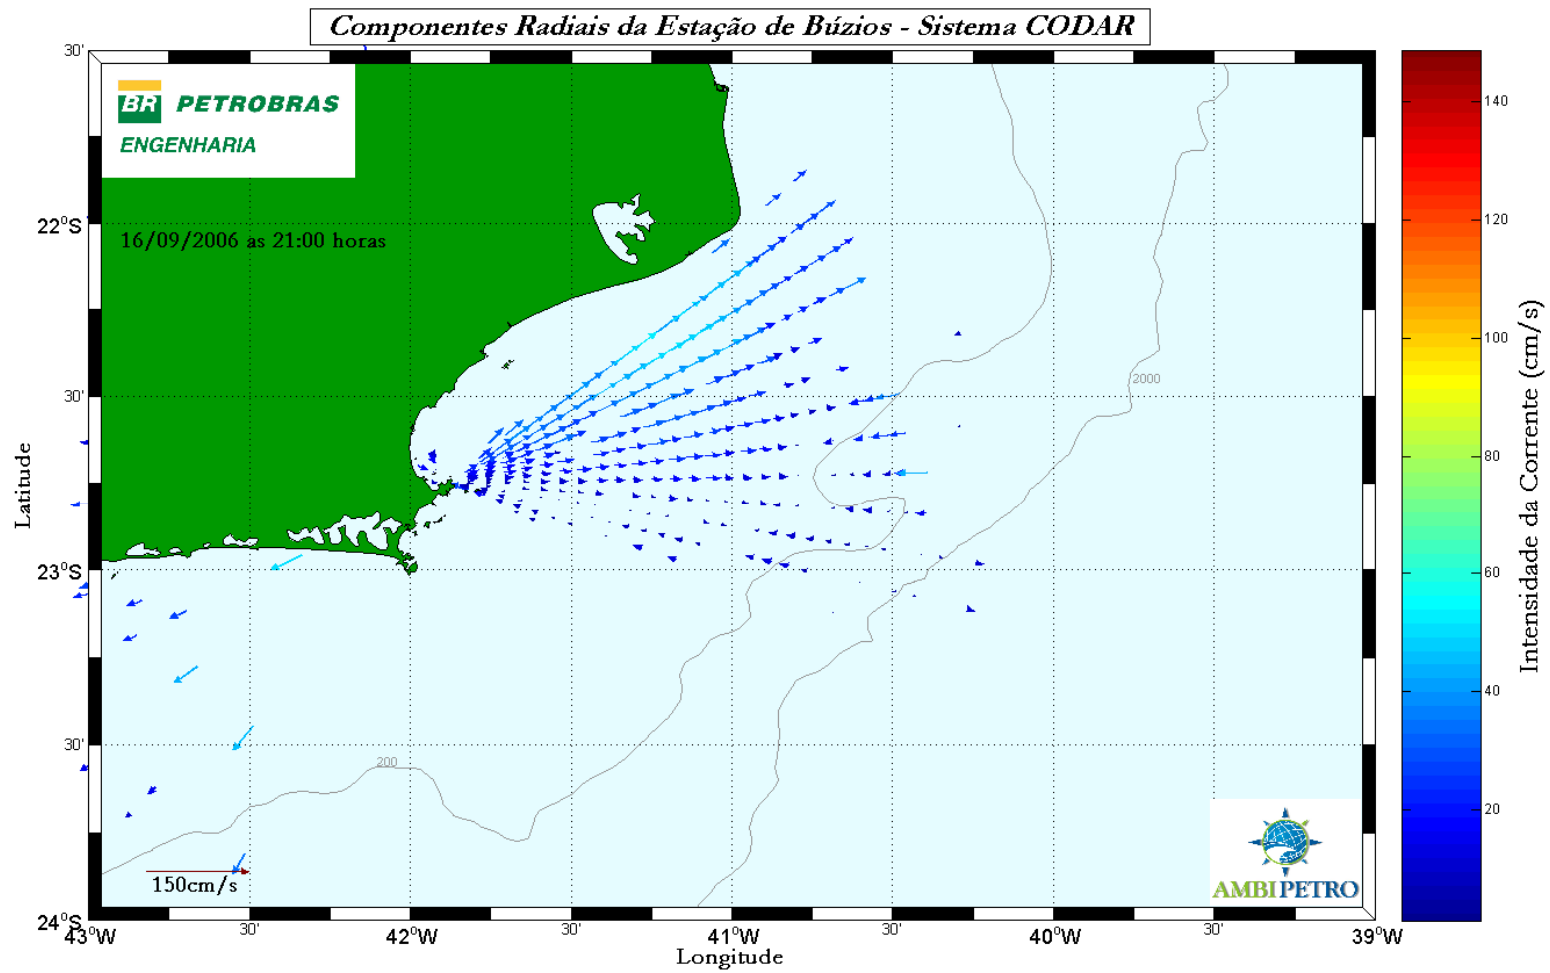 Componentes Radiais da Estação de Búzios - Sistema CODAR
BR PETROBRAS
ENGENHARIA
16/09/2006 as 21:00 horas
30'
22°S
30'
23°S
30'
24°S
Latitude
43°W
30'
42°W
30'
41°W
30'
40°W
30'
39°W
Longitude
200
2000
150cm/s
AMBIPETRO
140
120
100
80
60
40
20
Intensidade da Corrente (cm/s)